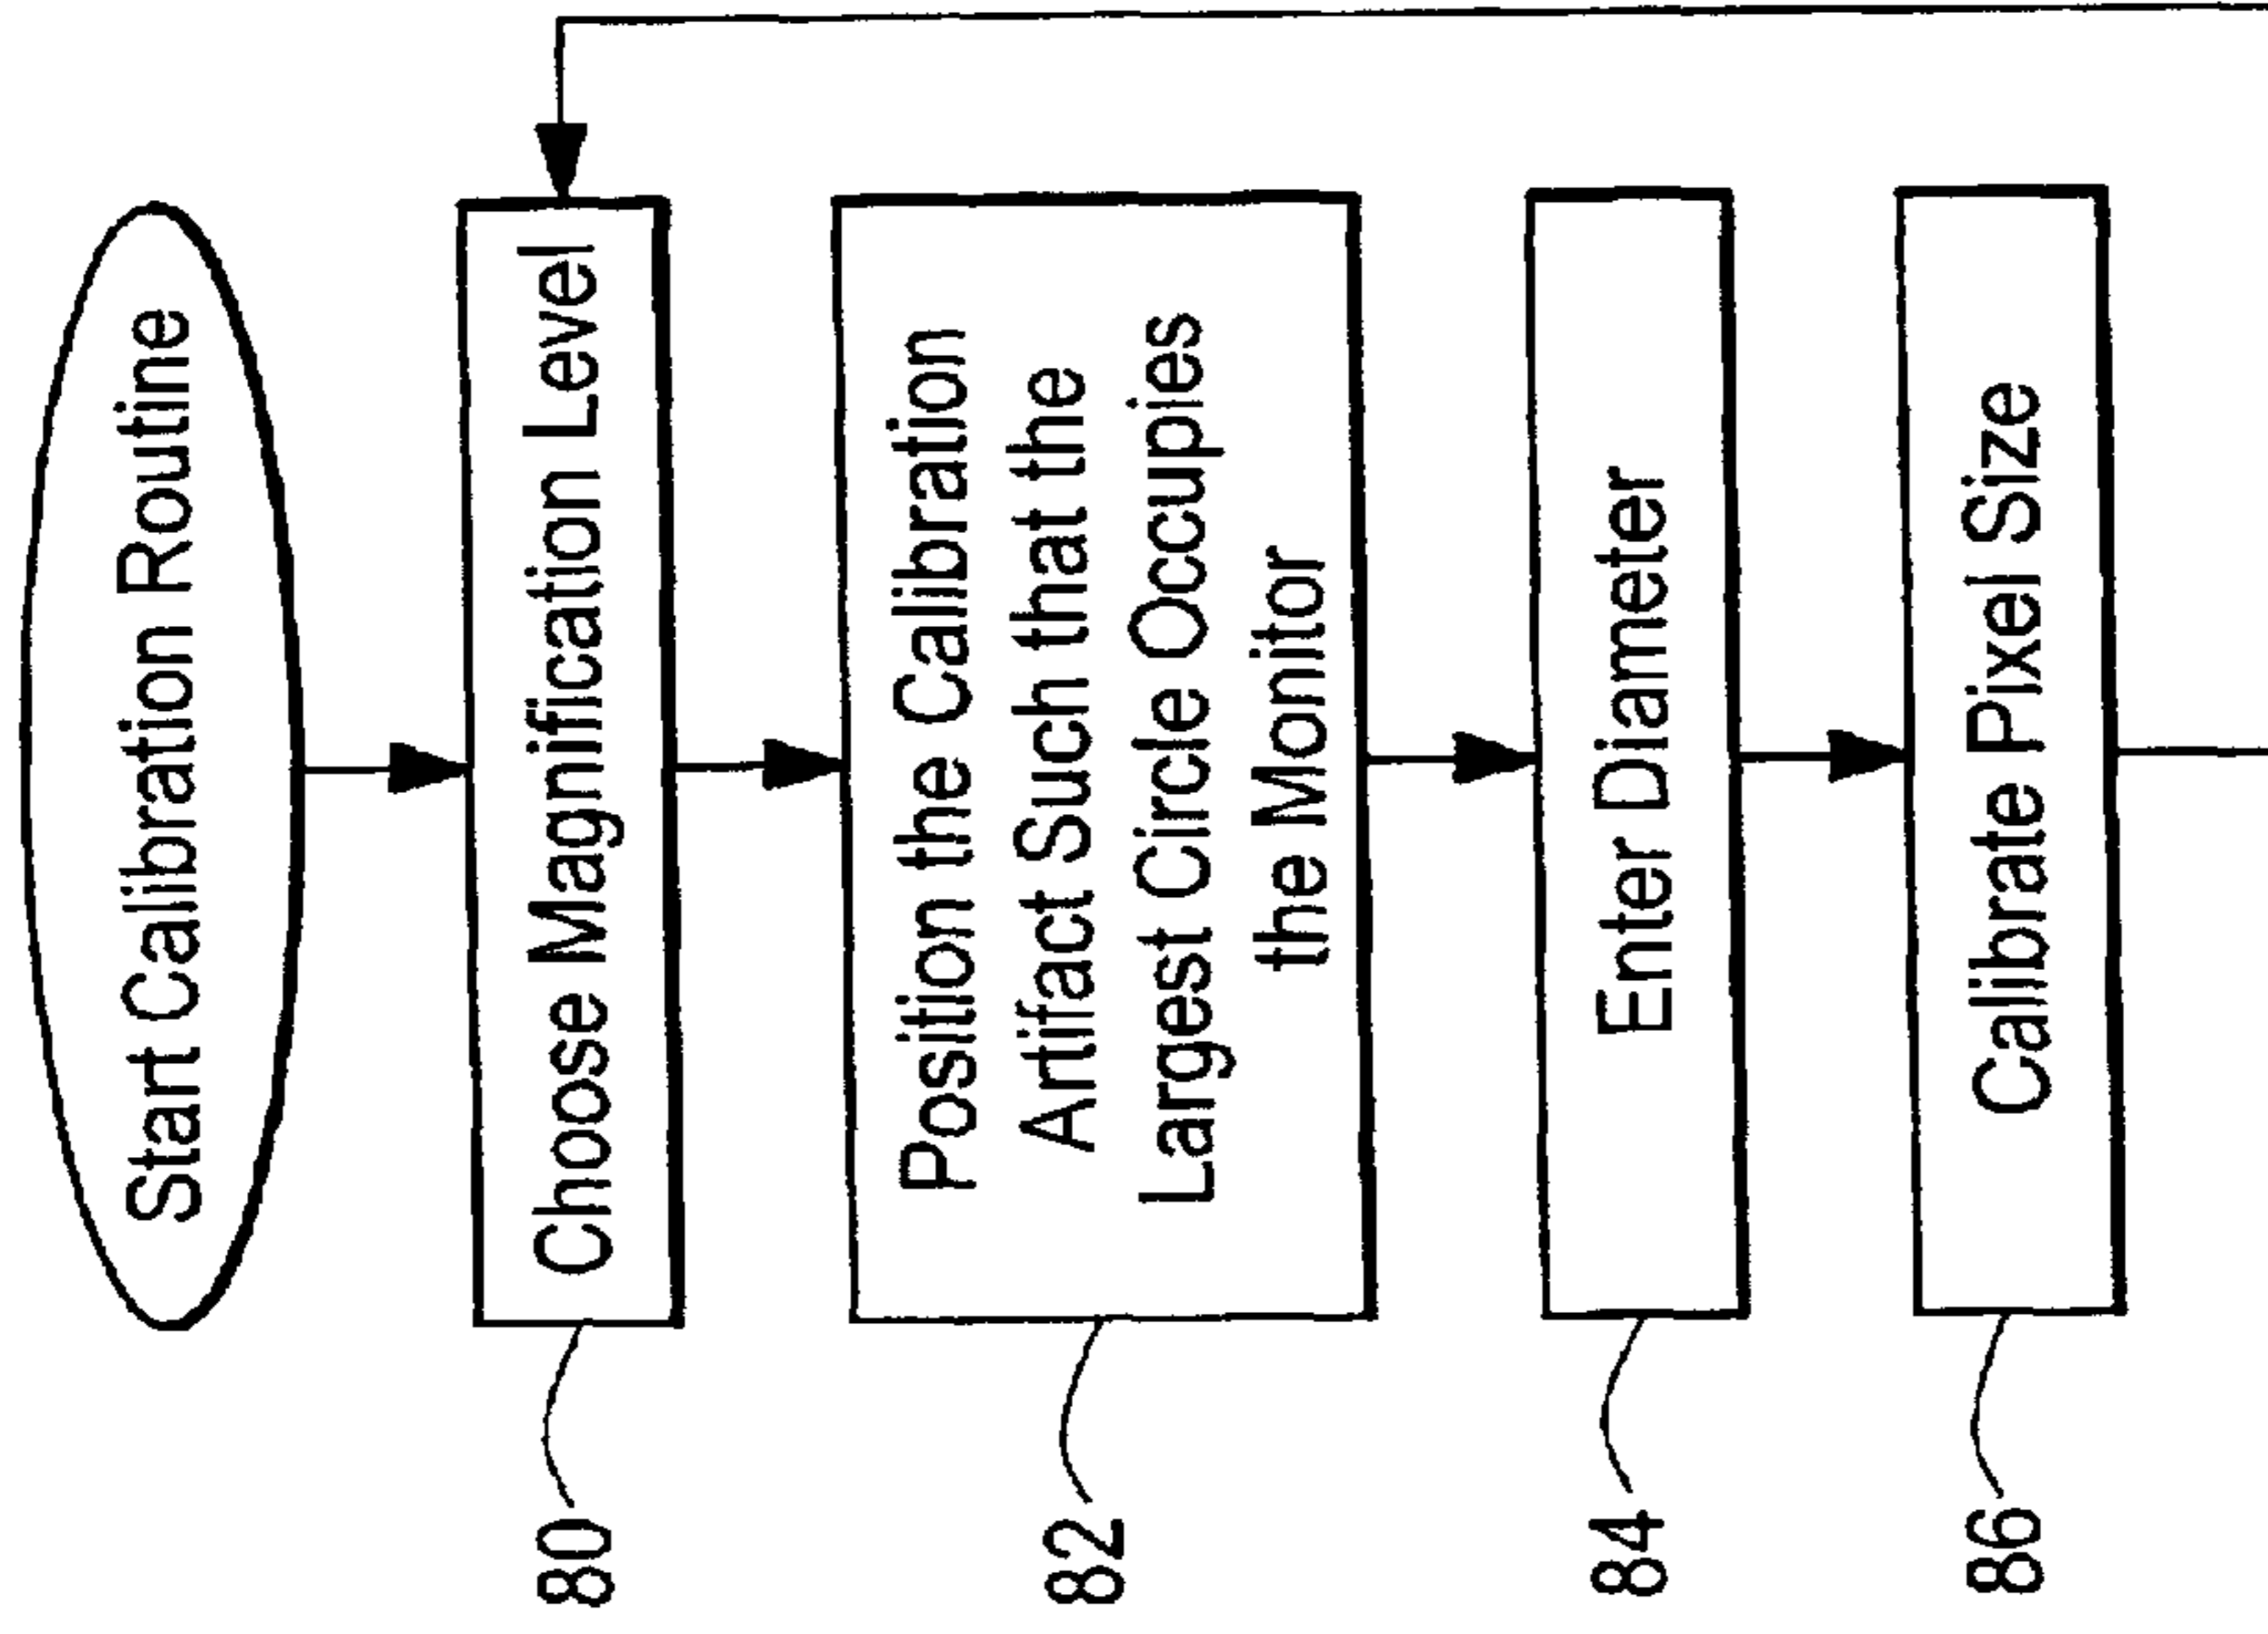 Start Calibration Routine
80
Choose Magnification Level
82
Position the Calibration
Artifact Such that the
Largest Circle Occupies
the Monitor
84
Enter Diameter
86
Calibrate Pixel Size